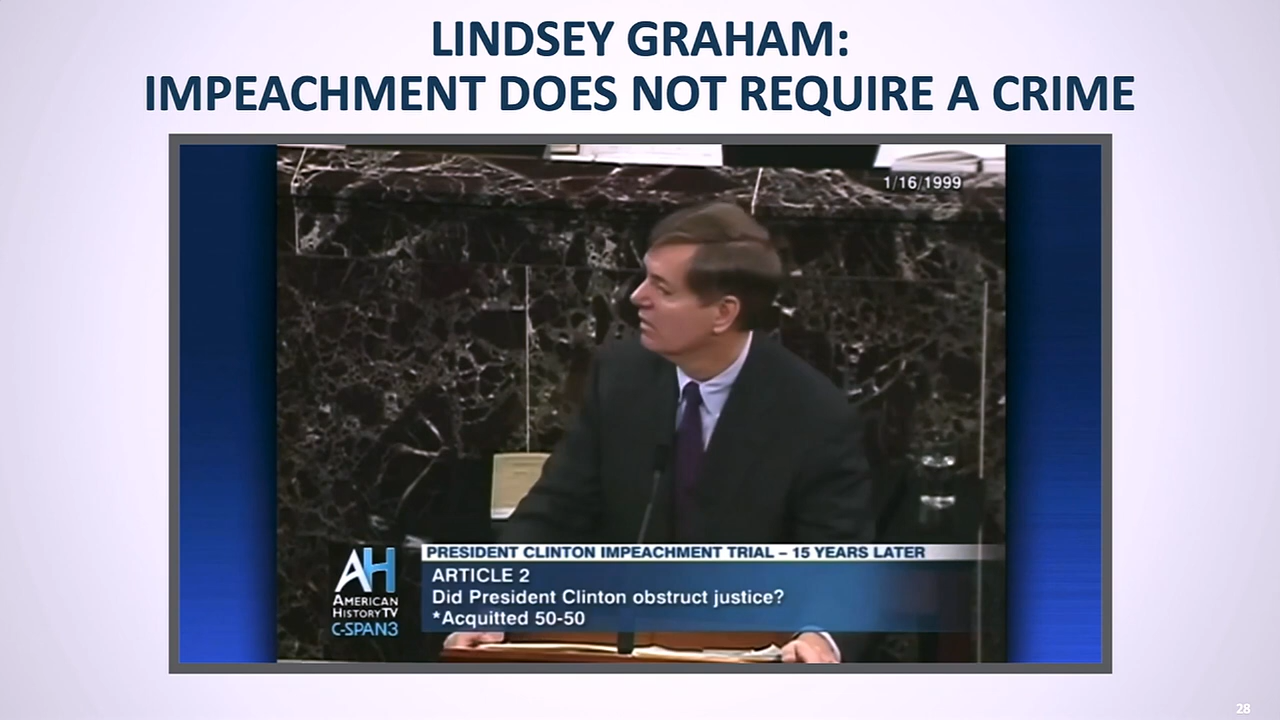 LINDSEY GRAHAM:
IMPEACHMENT DOES NOT REQUIRE A CRIME
1/16/1999
PRESIDENT CLINTON IMPEACHMENT TRIAL – 15 YEARS LATER
ARTICLE 2
Did President Clinton obstruct justice?
*Acquitted 50-50
AH
AMERICAN
HISTORY TV
C-SPAN3
28